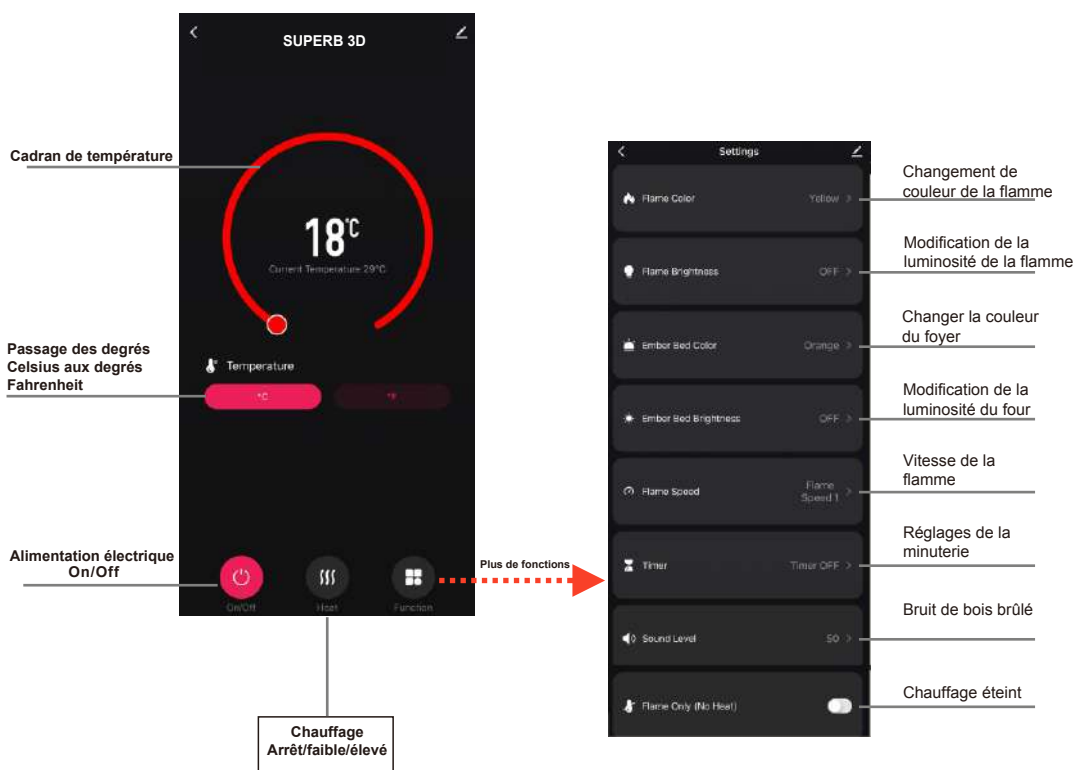 SUPERB 3D
Cadran de température
18°C
Current Temperature 29°C
Passage des degrés
Celsius aux degrés
Fahrenheit
Temperature
°C
°F
Alimentation électrique
On/Off
On/Off
Heat
Function
Plus de fonctions
Chauffage
Arrêt/faible/élevé
Settings
Flame Color
Yellow
Changement de
couleur de la flamme
Flame Brightness
OFF
Modification de la
luminosité de la flamme
Ember Bed Color
Orange
Changer la couleur
du foyer
Ember Bed Brightness
OFF
Modification de la
luminosité du four
Flame Speed
Flame
Speed 1
Vitesse de la
flamme
Timer
Timer OFF
Réglages de la
minuterie
Sound Level
50
Bruit de bois brûlé
Flame Only (No Heat)
Chauffage éteint